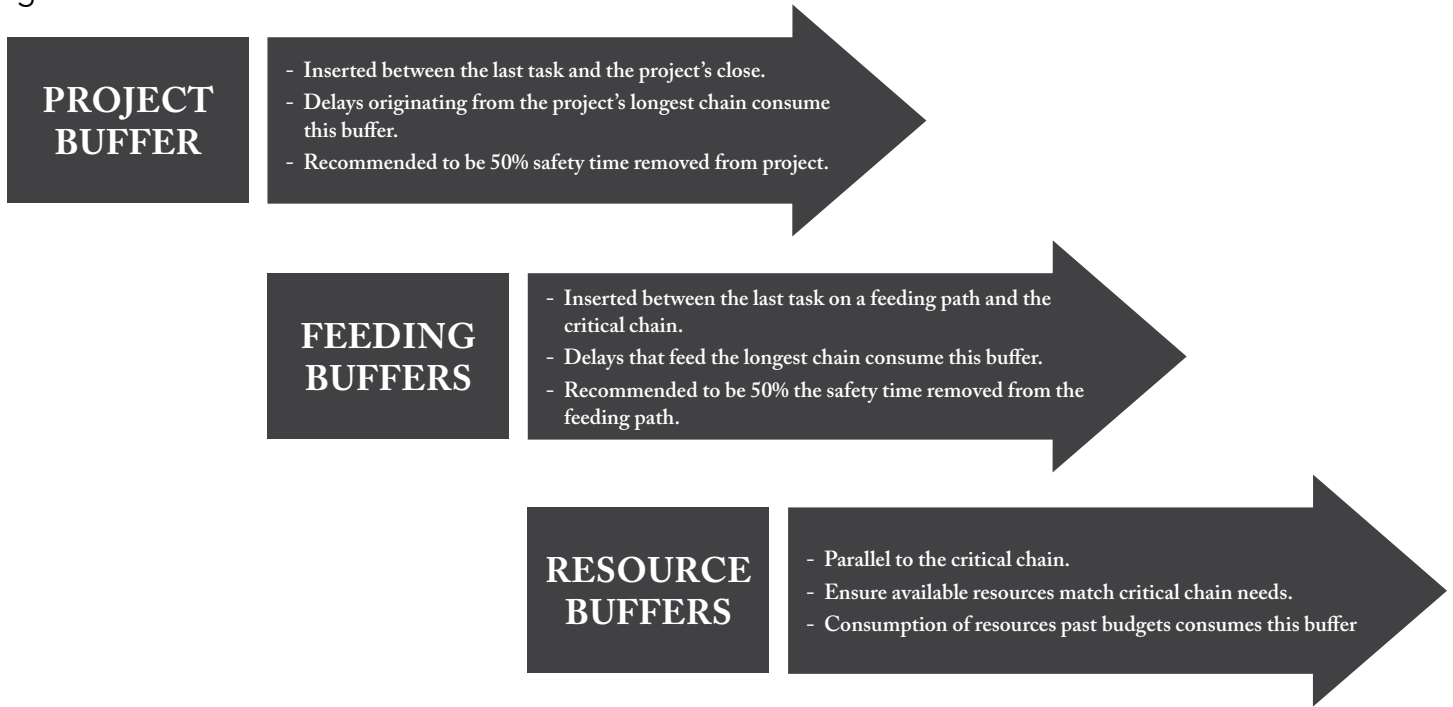 PROJECT
BUFFER
- Inserted between the last task and the project’s close.
- Delays originating from the project’s longest chain consume
this buffer.
- Recommended to be 50% safety time removed from project.
FEEDING
BUFFERS
- Inserted between the last task on a feeding path and the
critical chain.
- Delays that feed the longest chain consume this buffer.
- Recommended to be 50% the safety time removed from the
feeding path.
RESOURCE
BUFFERS
- Parallel to the critical chain.
- Ensure available resources match critical chain needs.
- Consumption of resources past budgets consumes this buffer